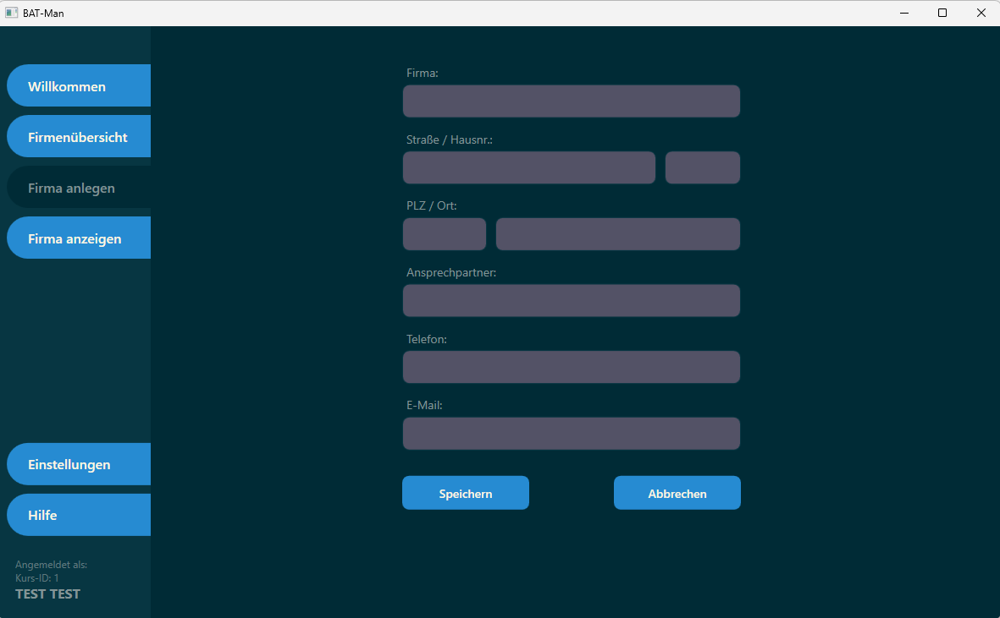 BAT-Man
Willkommen
Firmenübersicht
Firma anlegen
Firma anzeigen
Einstellungen
Hilfe
Angemeldet als:
Kurs-ID: 1
TEST TEST
Firma:
Straße / Hausnr.:
PLZ / Ort:
Ansprechpartner:
Telefon:
E-Mail:
Speichern
Abbrechen